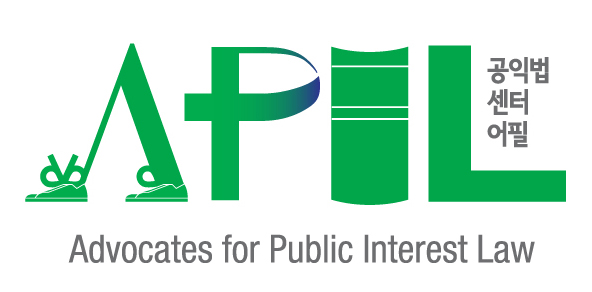 APIL
공익법
센터
어필
Advocates for Public Interest Law